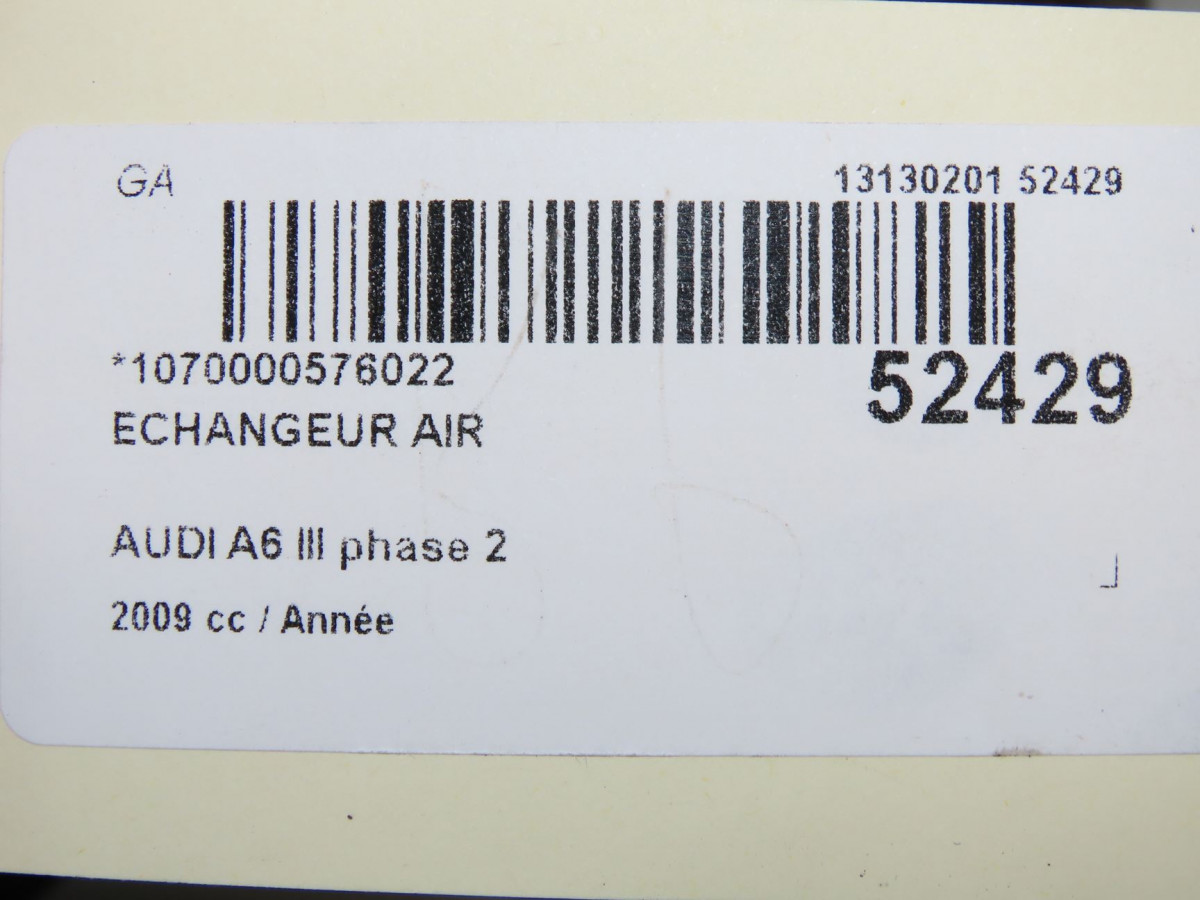 GA
13130201 52429
*1070000576022
52429
ECHANGEUR AIR
AUDI A6 III phase 2
2009 cc / Année